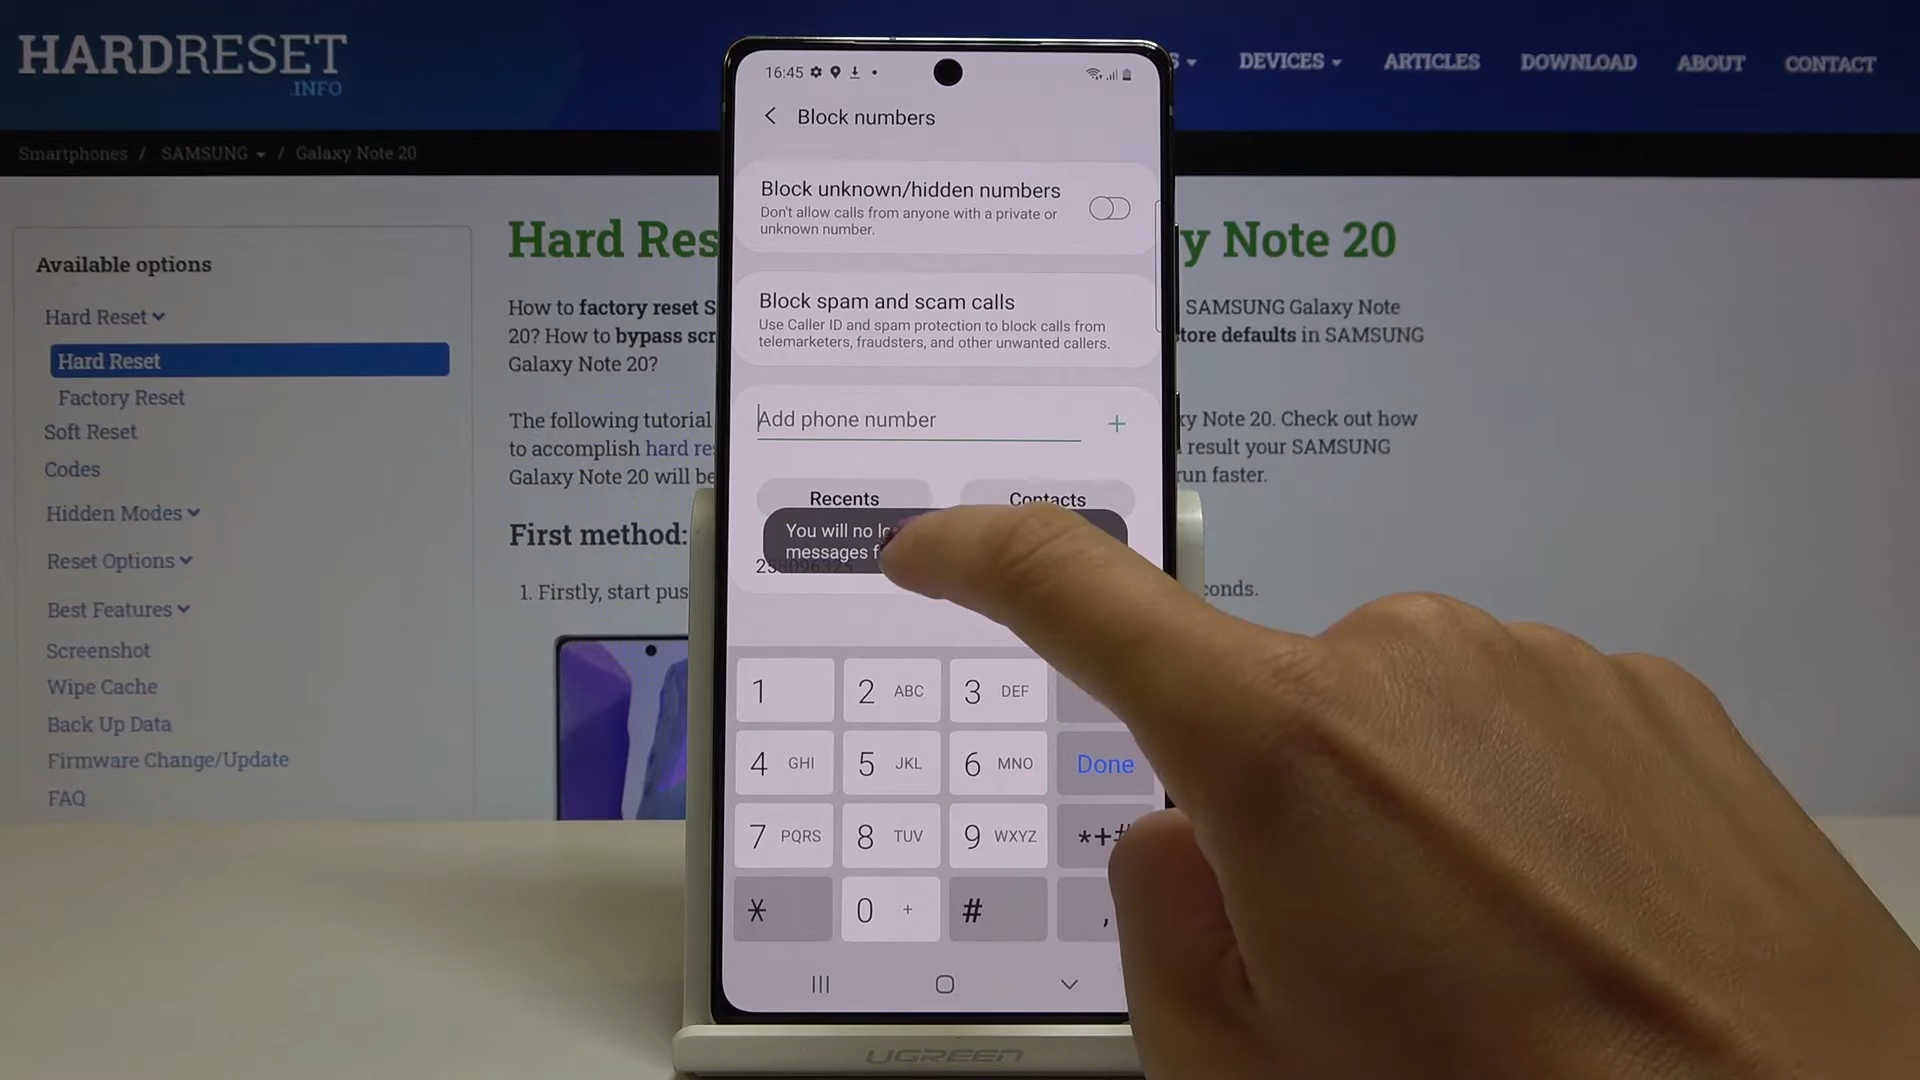 HARDRESET
.INFO
DEVICES
ARTICLES
DOWNLOAD
ABOUT
CONTACT
Smartphones / SAMSUNG / Galaxy Note 20
Available options
Hard Reset
Hard Reset
Factory Reset
Soft Reset
Codes
Hidden Modes
Reset Options
Best Features
Screenshot
Wipe Cache
Back Up Data
Firmware Change/Update
FAQ
Hard Res
y Note 20
How to factory reset S
SAMSUNG Galaxy Note
20? How to bypass scr
store defaults in SAMSUNG
Galaxy Note 20?
The following tutorial
xy Note 20. Check out how
to accomplish hard re
result your SAMSUNG
Galaxy Note 20 will be
run faster.
First method:
1. Firstly, start pus
conds.
16:45
Block numbers
Block unknown/hidden numbers
Don't allow calls from anyone with a private or
unknown number.
Block spam and scam calls
Use Caller ID and spam protection to block calls from
telemarketers, fraudsters, and other unwanted callers.
Add phone number +
Recents
Contacts
You will no
messages f
258096325
1
2 ABC
3 DEF
4 GHI
5 JKL
6 MNO
Done
7 PQRS
8 TUV
9 WXYZ
*+#
*
0 +
#
,
UGREEN